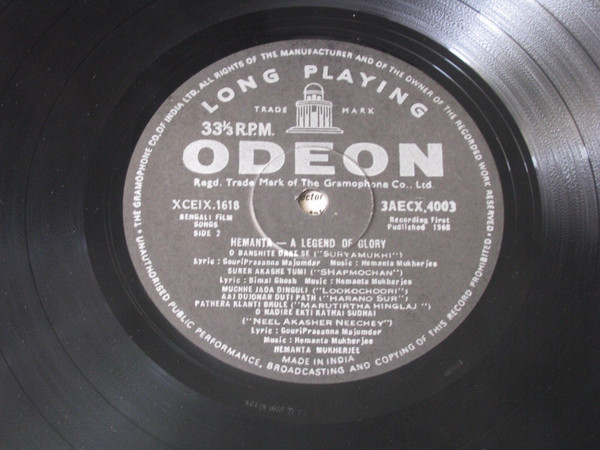 THE GRAMOPHONE CO. OF INDIA LTD. ALL RIGHTS OF THE MANUFACTURER AND OF THE OWNER OF THE RECORDED WORK RESERVED.
UNAUTHORISED PUBLIC PERFORMANCE, BROADCASTING AND COPYING OF THIS RECORD PROHIBITED.
LONG PLAYING
TRADE MARK
33⅓ R.P.M.
ODEON
Regd. Trade Mark of The Gramophone Co., Ltd.
XCEIX.1618
3AECX.4003
BENGALI FILM
SONGS
SIDE 2
Recording First
Published 1968
HEMANTA — A LEGEND OF GLORY
O BANSHITE DAKE SE ("SURYAMUKHI")
Lyric : GouriPrasanna Majumdar Music : Hemanta Mukherjee
SURER AKASHE TUMI ("SHAPMOCHAN")
Lyric : Bimal Ghosh Music : Hemanta Mukherjee
MUCHHE JAOA DINGULI ("LOOKOCHOORI")
AAJ DUJONAR DUTI PATH ("HARANO SUR")
PATHERA KLANTI BHULE ("MARUTIRTHA HINGLAJ")
O NADIRE EKTI KATHAI SUDHAI
("NEEL AKASHER NEECHEY")
Lyric : GouriPrasanna Majumdar
Music : Hemanta Mukherjee
HEMANTA MUKHERJEE
MADE IN INDIA